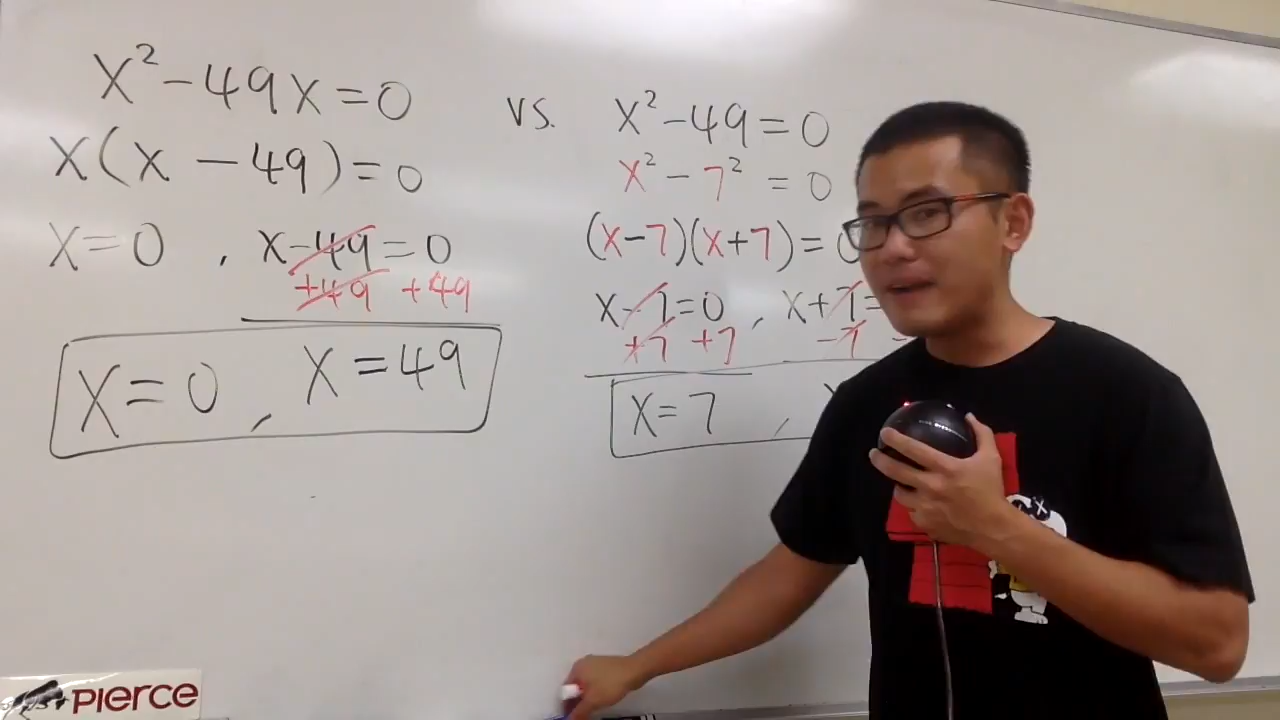 x² - 49x = 0
x(x - 49) = 0
x = 0 , x - 49 = 0
+49 +49
x = 0 , x = 49
vs.
x² - 49 = 0
x² - 7² = 0
(x - 7)(x + 7) = 0
x - 7 = 0 , x + 7 =
+7 +7 -7
x = 7 ,
PIERCE